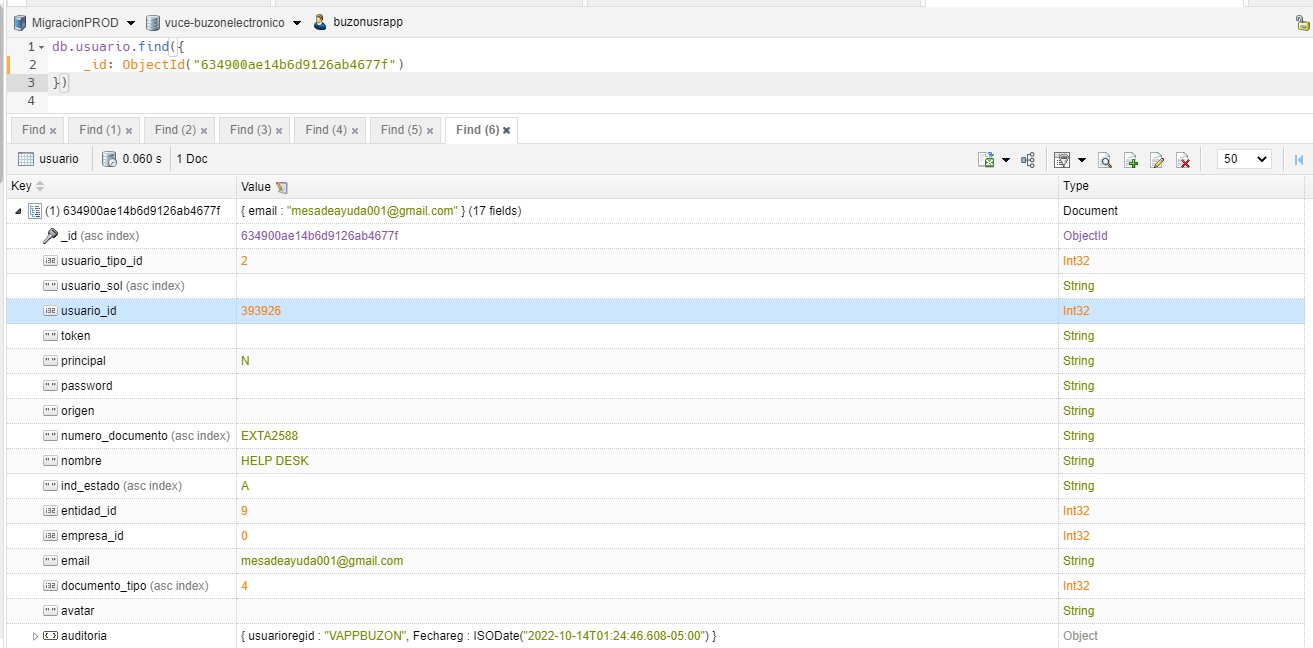 MigracionPROD vuce-buzonelectronico buzonusrapp
1 db.usuario.find({
2 _id: ObjectId("634900ae14b6d9126ab4677f")
3 })
4
Find × Find (1) × Find (2) × Find (3) × Find (4) × Find (5) × Find (6) ×
usuario 0.060 s 1 Doc 50
Key Value Type
(1) 634900ae14b6d9126ab4677f { email : "mesadeayuda001@gmail.com" } (17 fields) Document
_id (asc index) 634900ae14b6d9126ab4677f ObjectId
i32 usuario_tipo_id 2 Int32
" " usuario_sol (asc index) String
i32 usuario_id 393926 Int32
" " token String
" " principal N String
" " password String
" " origen String
" " numero_documento (asc index) EXTA2588 String
" " nombre HELP DESK String
" " ind_estado (asc index) A String
i32 entidad_id 9 Int32
i32 empresa_id 0 Int32
" " email mesadeayuda001@gmail.com String
i32 documento_tipo (asc index) 4 Int32
" " avatar String
auditoria { usuarioregid : "VAPPBUZON", Fechareg : ISODate("2022-10-14T01:24:46.608-05:00") } Object